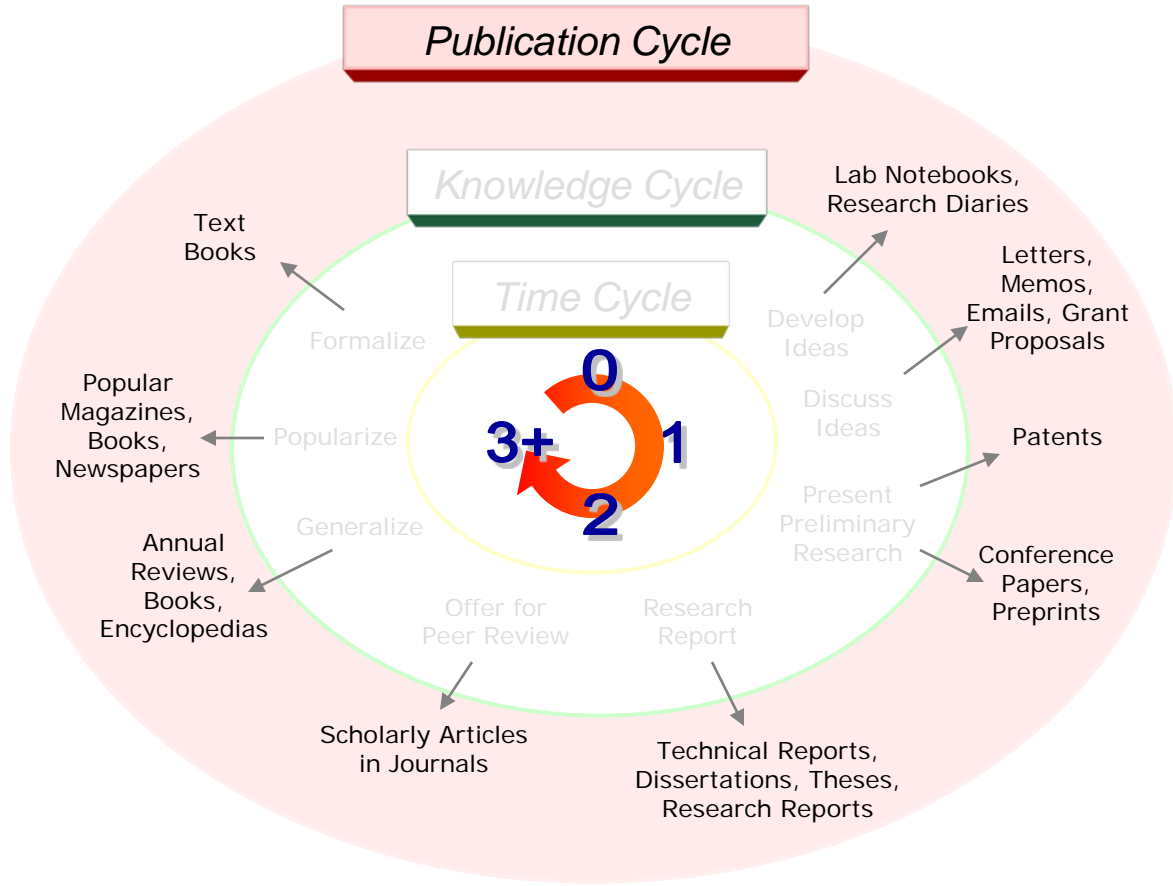 Publication Cycle
Knowledge Cycle
Time Cycle
Lab Notebooks,
Research Diaries
Letters,
Memos,
Emails, Grant
Proposals
Patents
Conference
Papers,
Preprints
Technical Reports,
Dissertations, Theses,
Research Reports
Scholarly Articles
in Journals
Annual
Reviews,
Books,
Encyclopedias
Popular
Magazines,
Books,
Newspapers
Text
Books
Develop
Ideas
Discuss
Ideas
Present
Preliminary
Research
Research
Report
Offer for
Peer Review
Generalize
Popularize
Formalize
0
1
2
3+